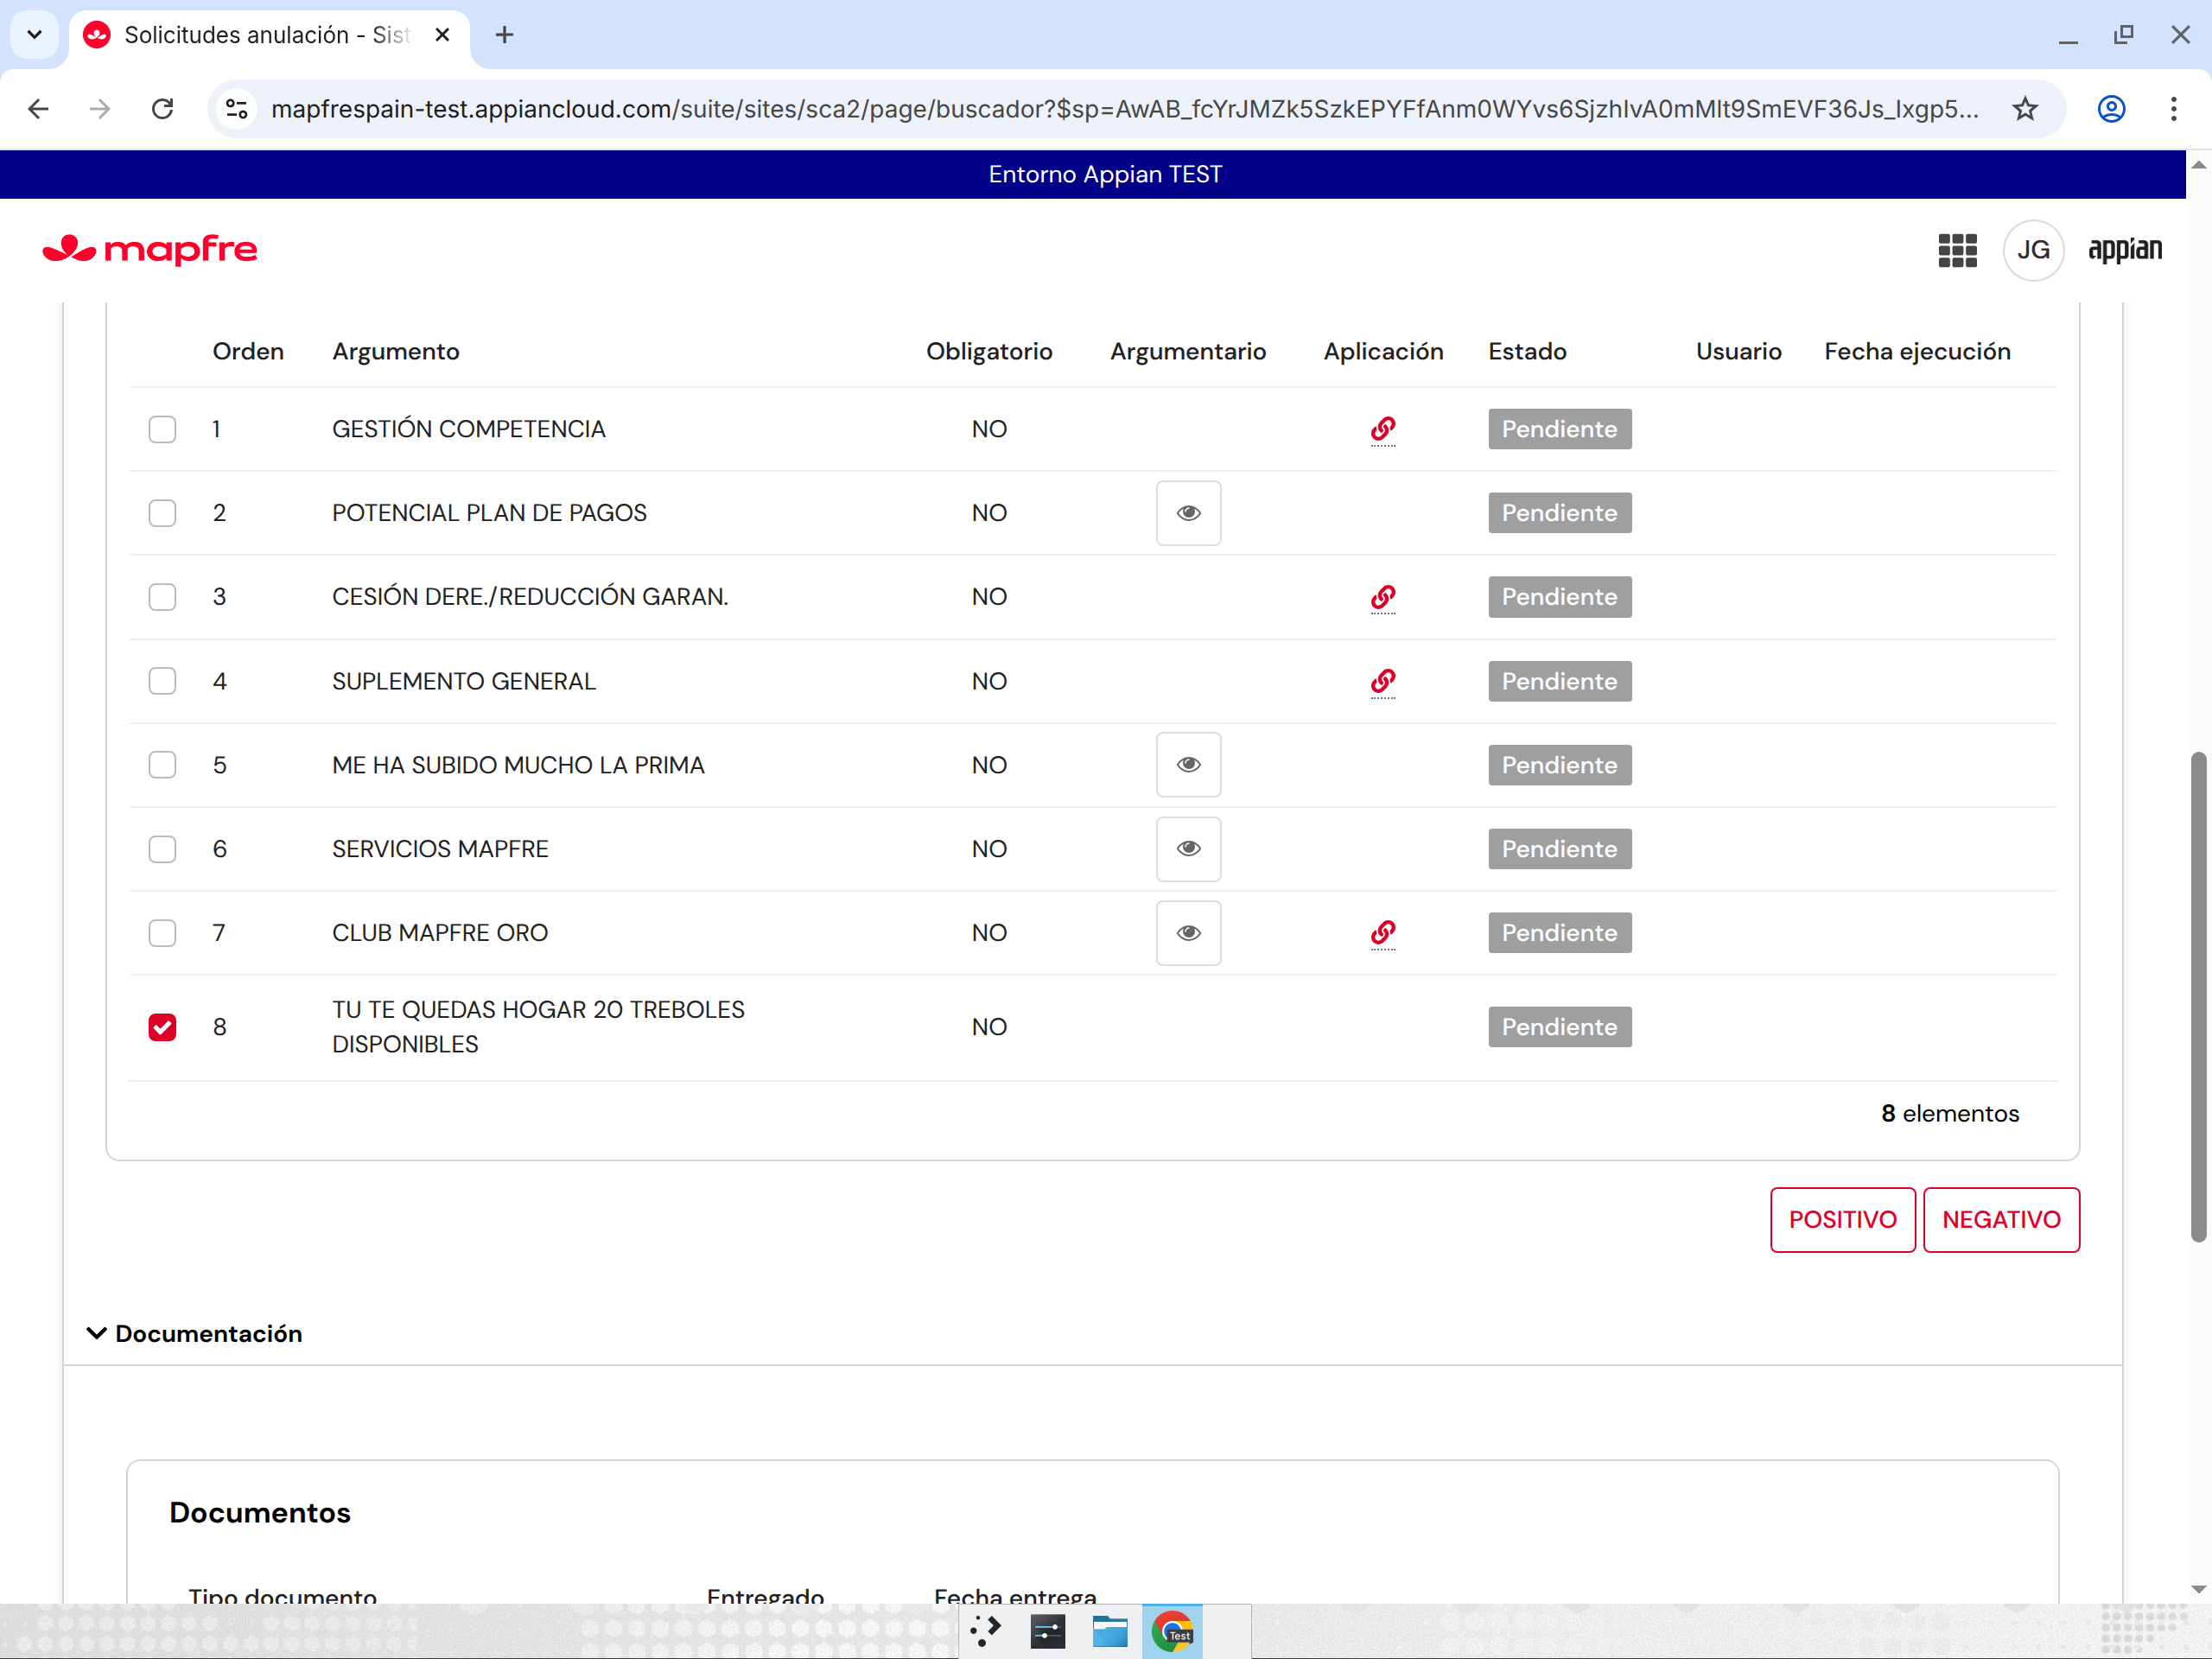 Solicitudes anulación - Sist
mapfrespain-test.appiancloud.com/suite/sites/sca2/page/buscador?$sp=AwAB_fcYrJMZk5SzkEPYFfAnm0WYvs6SjzhIvA0mMlt9SmEVF36Js_Ixgp5...
Entorno Appian TEST
mapfre
JG
appian
Orden Argumento Obligatorio Argumentario Aplicación Estado Usuario Fecha ejecución
1 GESTIÓN COMPETENCIA NO Pendiente
2 POTENCIAL PLAN DE PAGOS NO Pendiente
3 CESIÓN DERE./REDUCCIÓN GARAN. NO Pendiente
4 SUPLEMENTO GENERAL NO Pendiente
5 ME HA SUBIDO MUCHO LA PRIMA NO Pendiente
6 SERVICIOS MAPFRE NO Pendiente
7 CLUB MAPFRE ORO NO Pendiente
8 TU TE QUEDAS HOGAR 20 TREBOLES DISPONIBLES NO Pendiente
8 elementos
POSITIVO NEGATIVO
Documentación
Documentos
Tipo documento Entregado Fecha entrega
Test